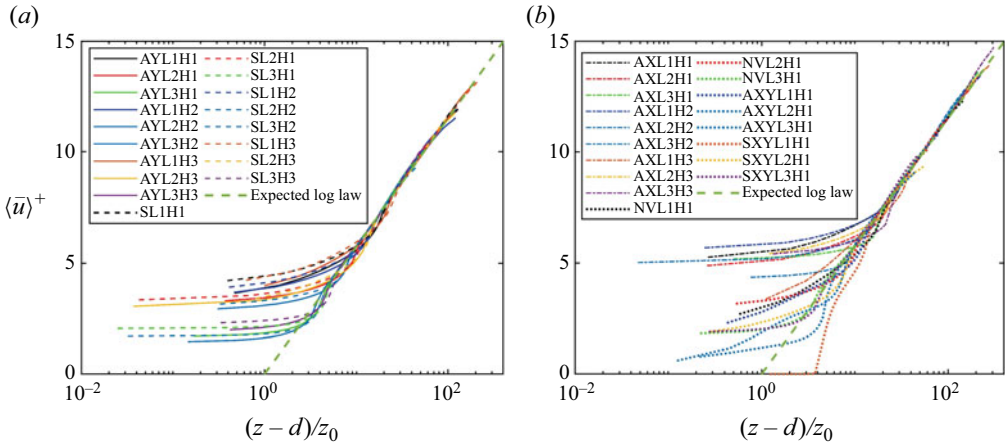 (a)
15
AYL1H1
AYL2H1
AYL3H1
AYL1H2
AYL2H2
AYL3H2
AYL1H3
AYL2H3
AYL3H3
SL1H1
SL2H1
SL3H1
SL1H2
SL2H2
SL3H2
SL1H3
SL2H3
SL3H3
Expected log law
10
⟨u̅⟩⁺
5
0
10⁻² 10⁰ 10²
(z – d)/z₀
(b)
15
AXL1H1
AXL2H1
AXL3H1
AXL1H2
AXL2H2
AXL3H2
AXL1H3
AXL2H3
AXL3H3
NVL1H1
NVL2H1
NVL3H1
AXYL1H1
AXYL2H1
AXYL3H1
SXYL1H1
SXYL2H1
SXYL3H1
Expected log law
10
5
0
10⁻² 10⁰ 10²
(z – d)/z₀